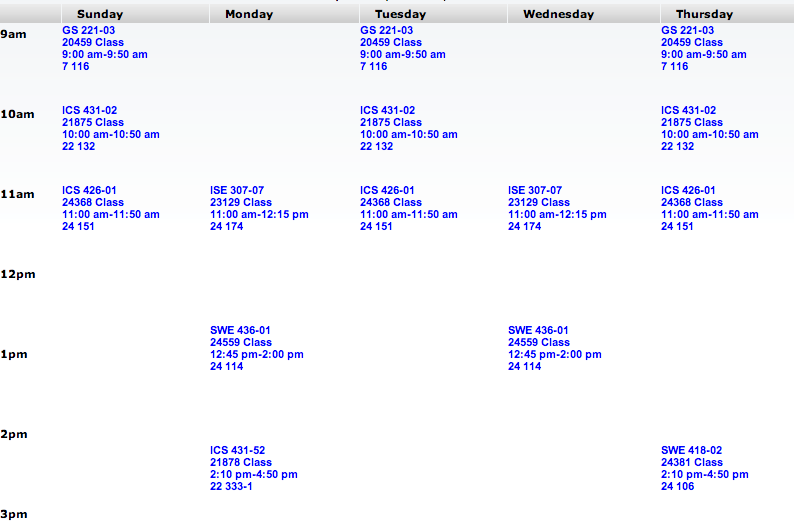 Sunday Monday Tuesday Wednesday Thursday
9am
GS 221-03 GS 221-03 GS 221-03
20459 Class 20459 Class 20459 Class
9:00 am-9:50 am 9:00 am-9:50 am 9:00 am-9:50 am
7 116 7 116 7 116
10am
ICS 431-02 ICS 431-02 ICS 431-02
21875 Class 21875 Class 21875 Class
10:00 am-10:50 am 10:00 am-10:50 am 10:00 am-10:50 am
22 132 22 132 22 132
11am
ICS 426-01 ISE 307-07 ICS 426-01 ISE 307-07 ICS 426-01
24368 Class 23129 Class 24368 Class 23129 Class 24368 Class
11:00 am-11:50 am 11:00 am-12:15 pm 11:00 am-11:50 am 11:00 am-12:15 pm 11:00 am-11:50 am
24 151 24 174 24 151 24 174 24 151
12pm
SWE 436-01 SWE 436-01
24559 Class 24559 Class
12:45 pm-2:00 pm 12:45 pm-2:00 pm
24 114 24 114
1pm
2pm
ICS 431-52 SWE 418-02
21878 Class 24381 Class
2:10 pm-4:50 pm 2:10 pm-4:50 pm
22 333-1 24 106
3pm